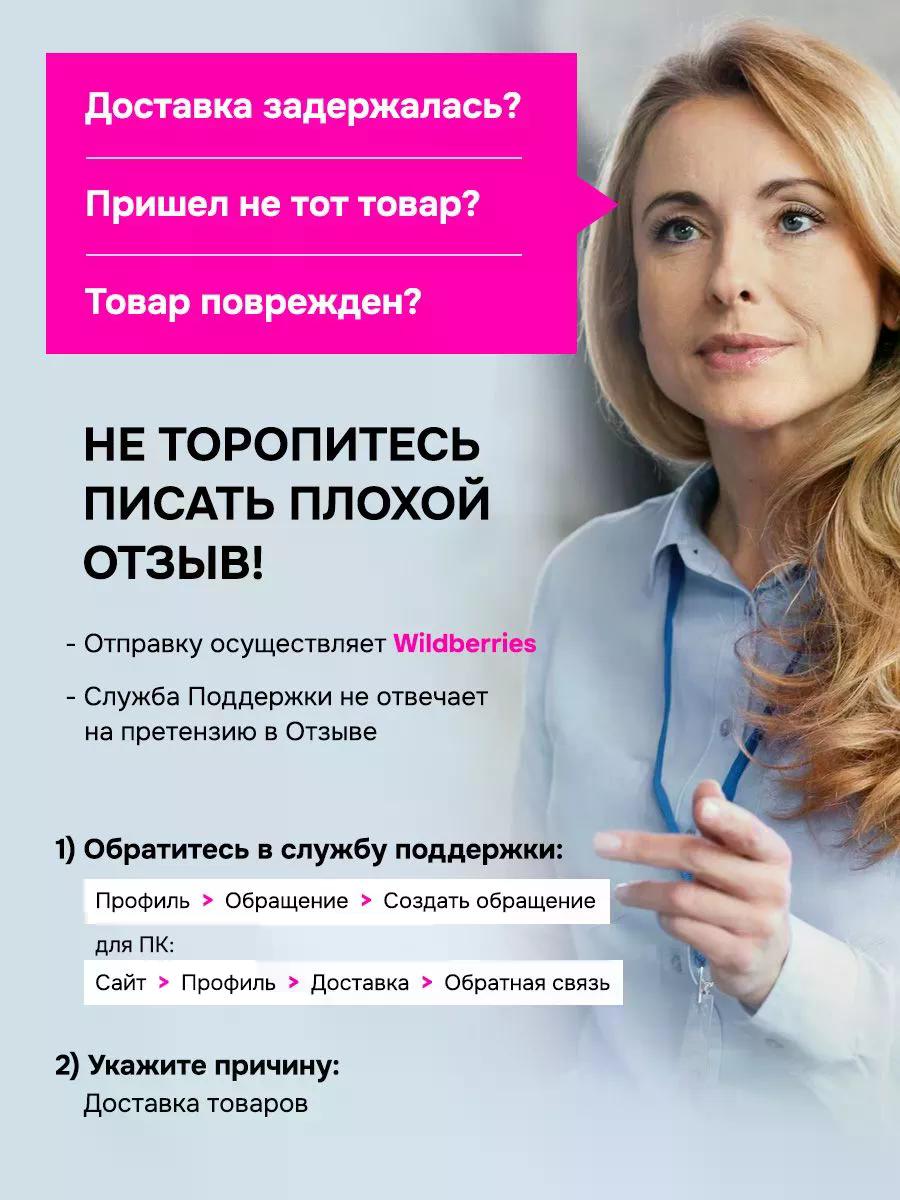 Доставка задержалась?
Пришел не тот товар?
Товар поврежден?
НЕ ТОРОПИТЕСЬ
ПИСАТЬ ПЛОХОЙ
ОТЗЫВ!
- Отправку осуществляет Wildberries
- Служба Поддержки не отвечает
на претензию в Отзыве
1) Обратитесь в службу поддержки:
Профиль > Обращение > Создать обращение
для ПК:
Сайт > Профиль > Доставка > Обратная связь
2) Укажите причину:
Доставка товаров